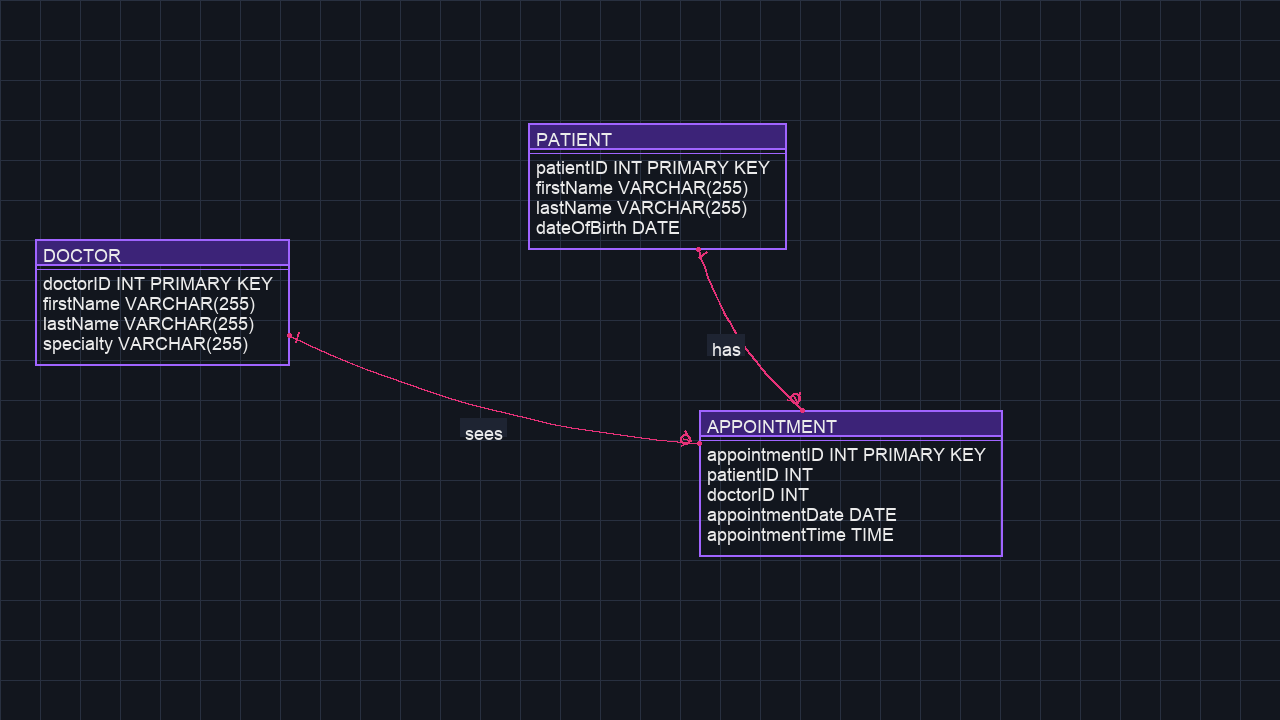 PATIENT
patientID INT PRIMARY KEY
firstName VARCHAR(255)
lastName VARCHAR(255)
dateOfBirth DATE
DOCTOR
doctorID INT PRIMARY KEY
firstName VARCHAR(255)
lastName VARCHAR(255)
specialty VARCHAR(255)
has
sees
APPOINTMENT
appointmentID INT PRIMARY KEY
patientID INT
doctorID INT
appointmentDate DATE
appointmentTime TIME